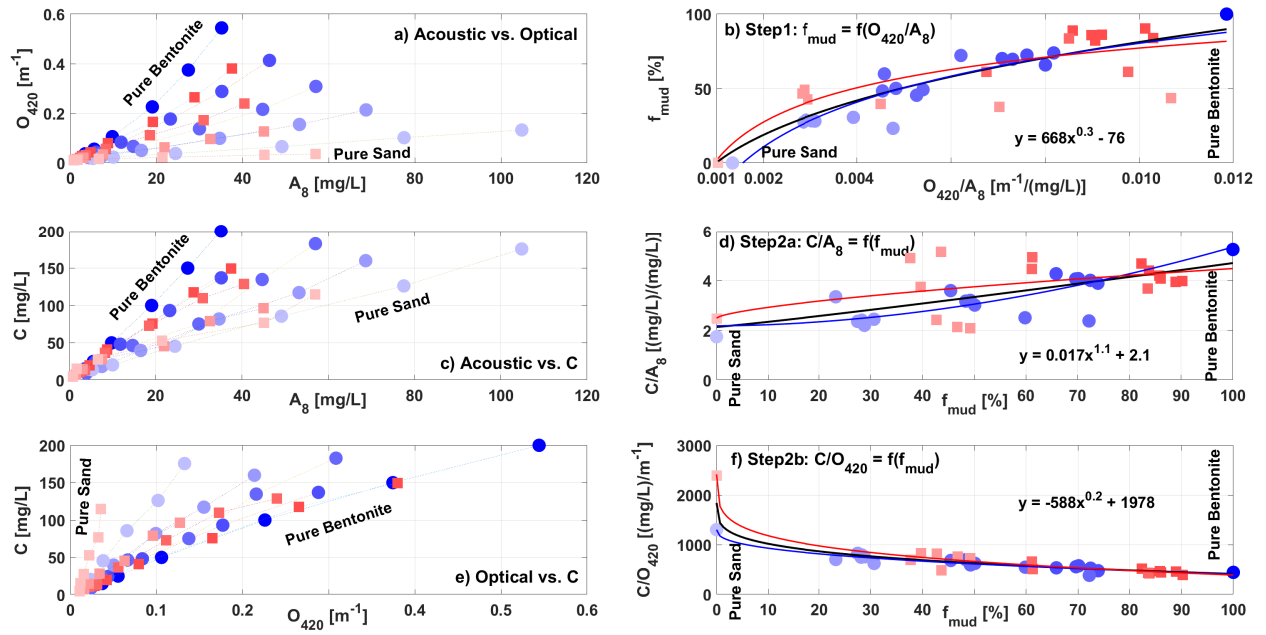 0.6
0.4
0.2
0
O420 [m-1]
a) Acoustic vs. Optical
Pure Bentonite
Pure Sand
0 20 40 60 80 100 120
A8 [mg/L]
100
50
0
fmud [%]
b) Step1: fmud = f(O420/A8)
Pure Sand
Pure Bentonite
y = 668x0.3 - 76
0.001 0.002 0.004 0.010 0.012
O420/A8 [m-1/(mg/L)]
200
150
100
50
0
C [mg/L]
Pure Bentonite
Pure Sand
c) Acoustic vs. C
0 20 40 60 80 100 120
A8 [mg/L]
6
4
2
0
C/A8 [(mg/L)/(mg/L)]
d) Step2a: C/A8 = f(fmud)
Pure Sand
Pure Bentonite
y = 0.017x1.1 + 2.1
0 10 20 30 40 50 60 70 80 90 100
fmud [%]
200
150
100
50
0
C [mg/L]
Pure Sand
Pure Bentonite
e) Optical vs. C
0 0.1 0.2 0.3 0.4 0.5 0.6
O420 [m-1]
3000
2000
1000
0
C/O420 [(mg/L)/m-1]
f) Step2b: C/O420 = f(fmud)
y = -588x0.2 + 1978
Pure Sand
Pure Bentonite
0 10 20 30 40 50 60 70 80 90 100
fmud [%]